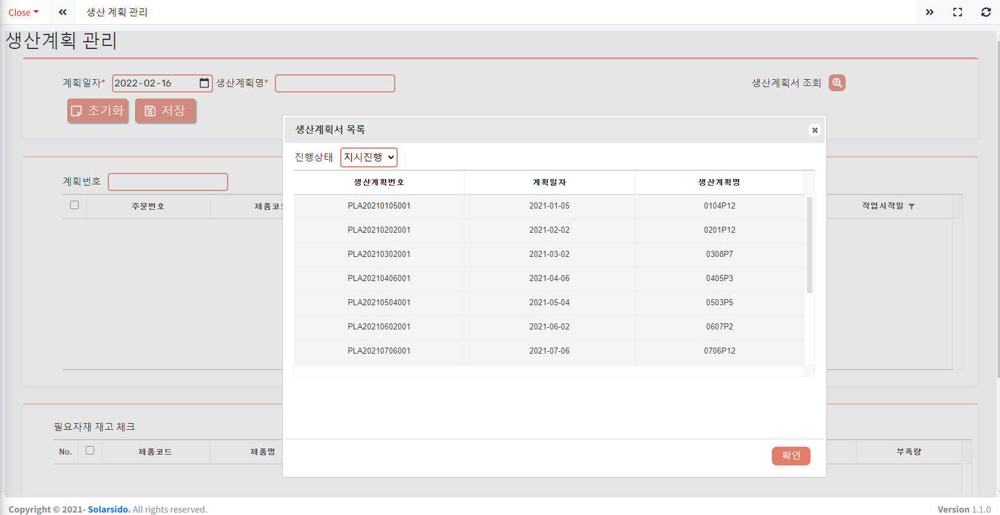 Close 생산 계획 관리
생산계획 관리
계획일자* 2022-02-16 생산계획명* 생산계획서 조회
초기화 저장
생산계획서 목록
진행상태 지시진행
생산계획번호 계획일자 생산계획명
PLA20210105001 2021-01-05 0104P12
PLA20210202001 2021-02-02 0201P12
PLA20210302001 2021-03-02 0308P7
PLA20210406001 2021-04-06 0405P3
PLA20210504001 2021-05-04 0503P5
PLA20210602001 2021-06-02 0607P2
PLA20210706001 2021-07-06 0706P12
확인
계획번호
주문번호 제품코 작업시작일
필요자재 재고 체크
No. 제품코드 제품명 부족량
Copyright © 2021- Solarsido. All rights reserved. Version 1.1.0